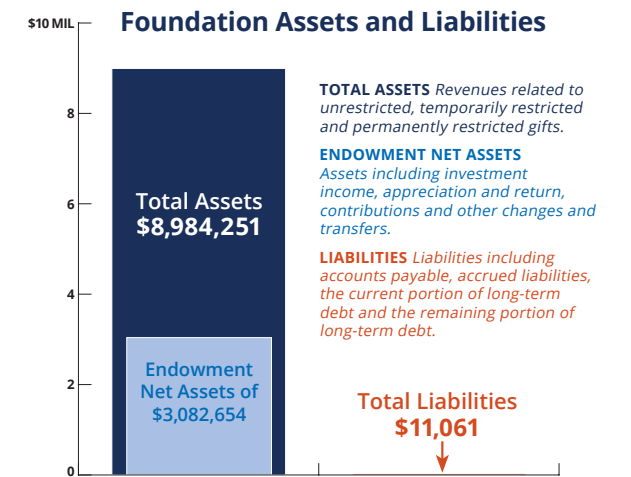 Foundation Assets and Liabilities
$10 MIL
8
6
4
2
0
Total Assets
$8,984,251
Endowment
Net Assets of
$3,082,654
TOTAL ASSETS Revenues related to
unrestricted, temporarily restricted
and permanently restricted gifts.
ENDOWMENT NET ASSETS
Assets including investment
income, appreciation and return,
contributions and other changes and
transfers.
LIABILITIES Liabilities including
accounts payable, accrued liabilities,
the current portion of long-term
debt and the remaining portion of
long-term debt.
Total Liabilities
$11,061